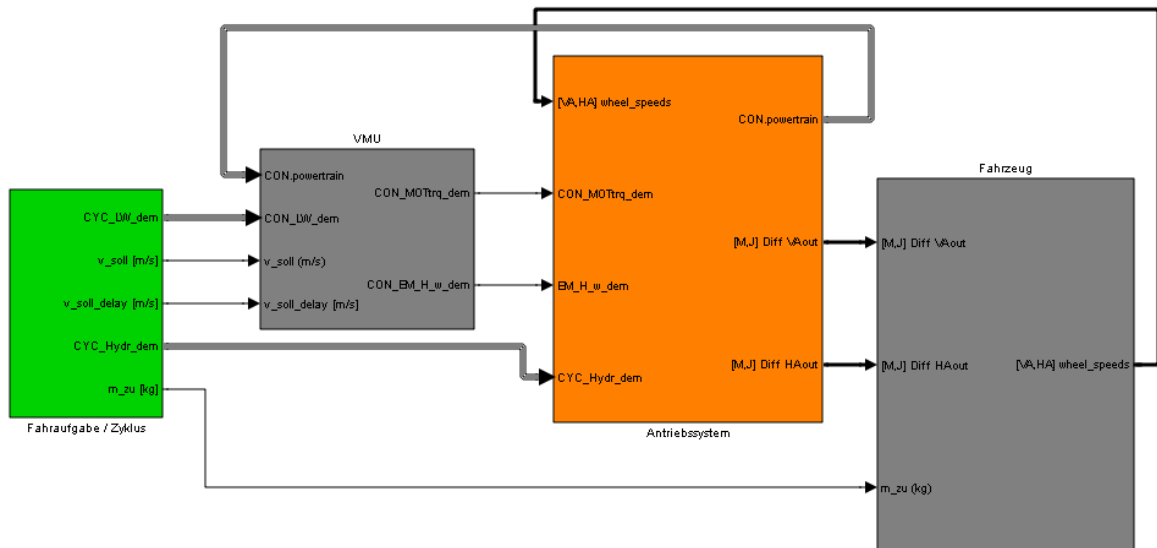 [VA,HA] wheel_speeds
CON.powertrain
VMU
CON.powertrain
CON_MOTtrq_dem
CON_MOTtrq_dem
CON_LW_dem
CYC_LW_dem
v_soll [m/s]
v_soll (m/s)
[M,J] Diff VAout
[M,J] Diff VAout
Fahrzeug
CON_EM_H_w_dem
EM_H_w_dem
v_soll_delay [m/s]
v_soll_delay [m/s]
CYC_Hydr_dem
[M,J] Diff HAout
[M,J] Diff HAout
[VA,HA] wheel_speeds
CYC_Hydr_dem
m_zu [kg]
Fahraufgabe / Zyklus
Antriebssystem
m_zu (kg)